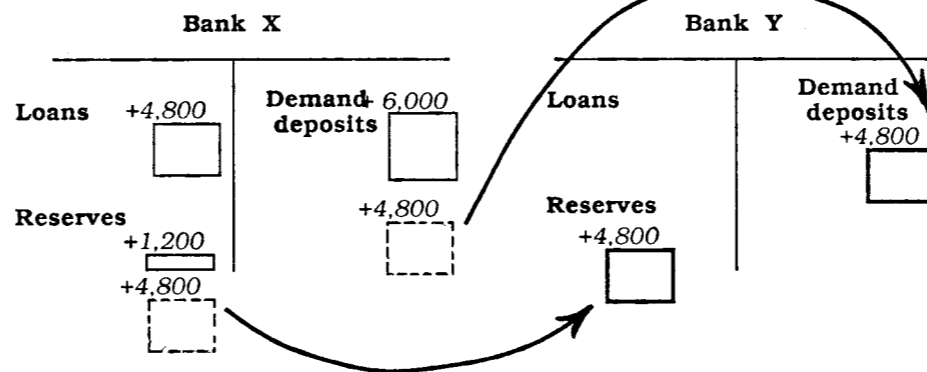 Bank X
Loans
+4,800
Demand
deposits
+ 6,000
+4,800
Reserves
+1,200
+4,800
Bank Y
Loans
Demand
deposits
+4,800
Reserves
+4,800